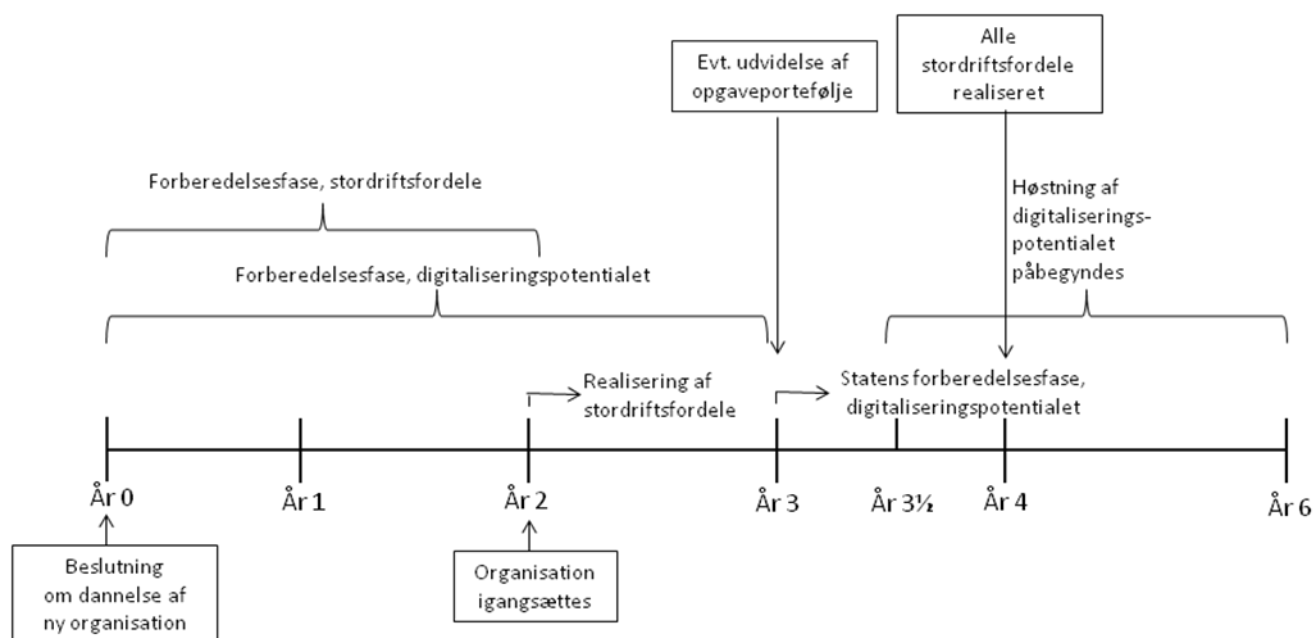 Evt. udvidelse af
opgaveportefølje
Alle
stordriftsfordele
realiseret
Forberedelsesfase, stordriftsfordele
Høstning af
digitaliserings-
potentialet
påbegyndes
Forberedelsesfase, digitaliseringspotentialet
Realisering af
stordriftsfordele
Statens forberedelsesfase,
digitaliseringspotentialet
År 0
År 1
År 2
År 3
År 3½
År 4
År 6
Beslutning
om dannelse af
ny organisation
Organisation
igangsættes